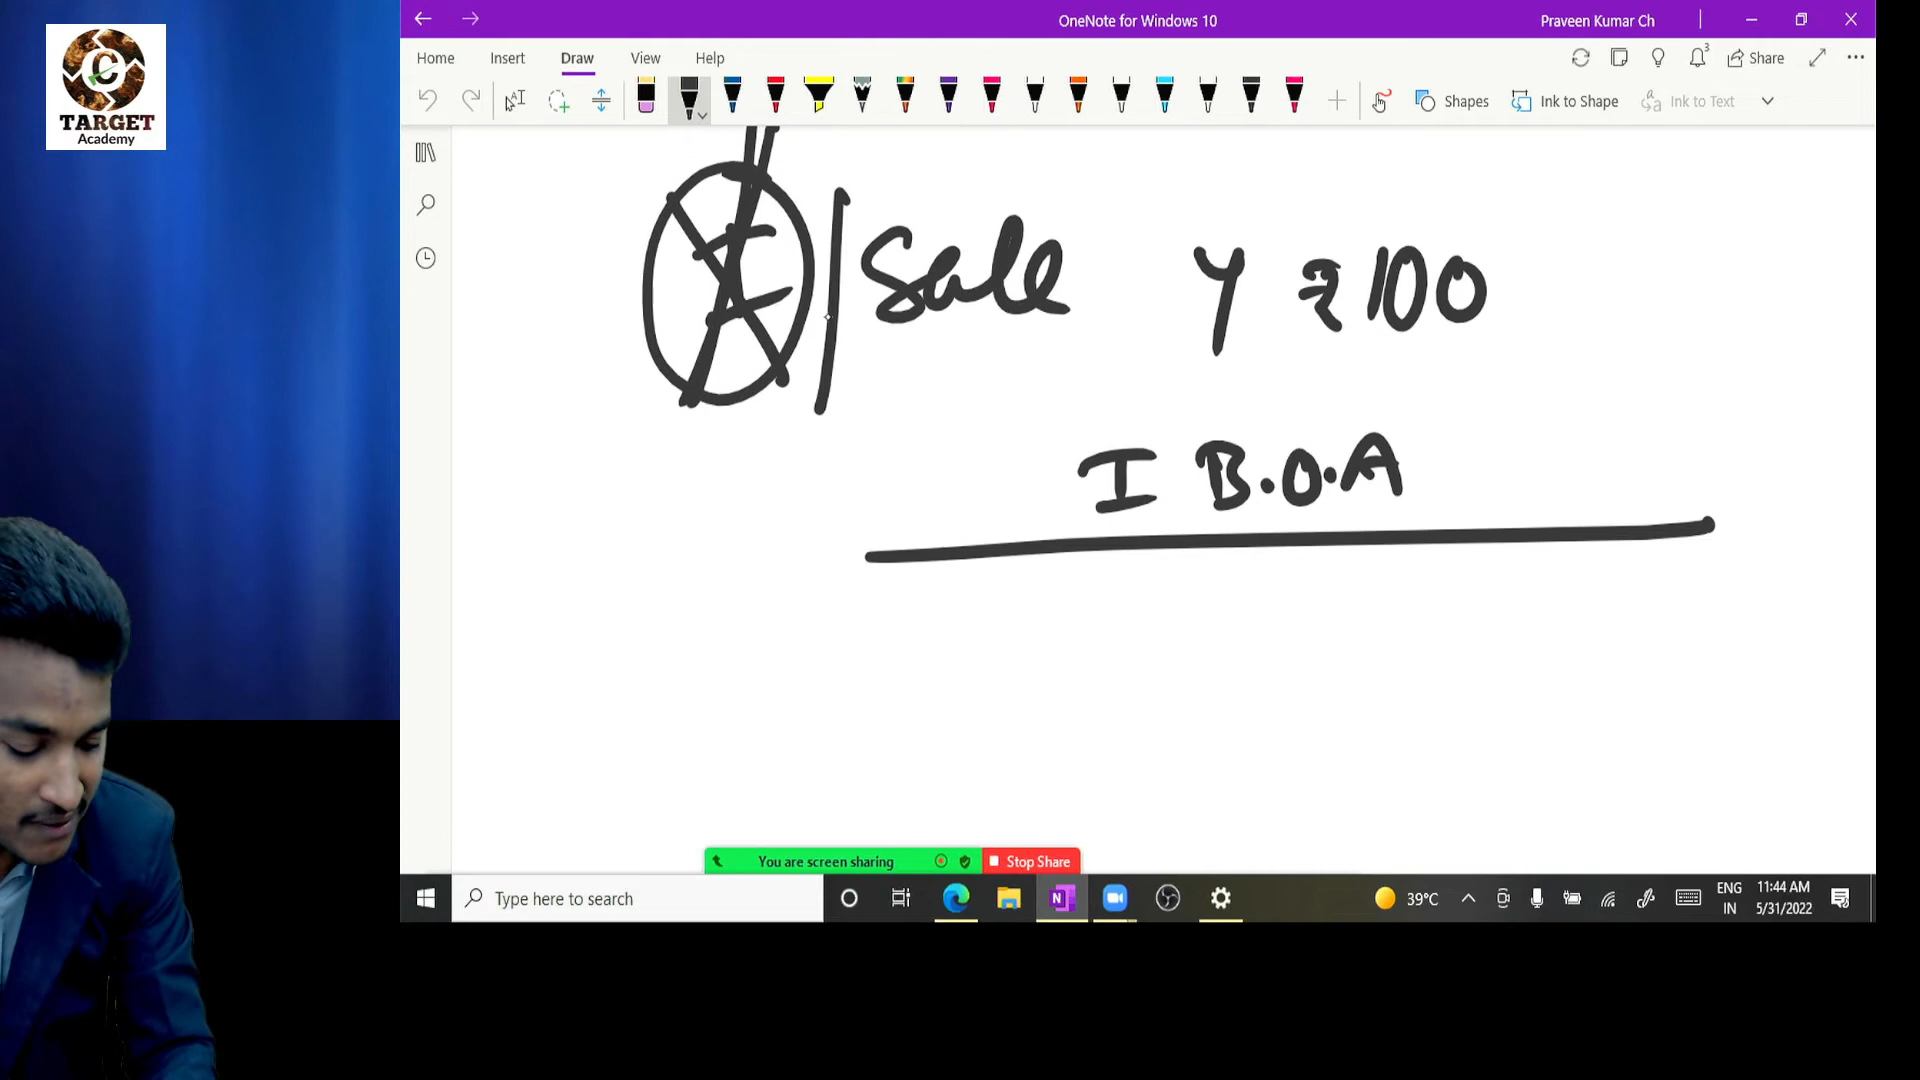 TARGET
Academy
OneNote for Windows 10
Praveen Kumar Ch
Home Insert Draw View Help
3
Share
Shapes
Ink to Shape
Ink to Text
I Sale Y ₹ 100
I B.O.A
You are screen sharing
Stop Share
Type here to search
39°C
ENG
IN
11:44 AM
5/31/2022